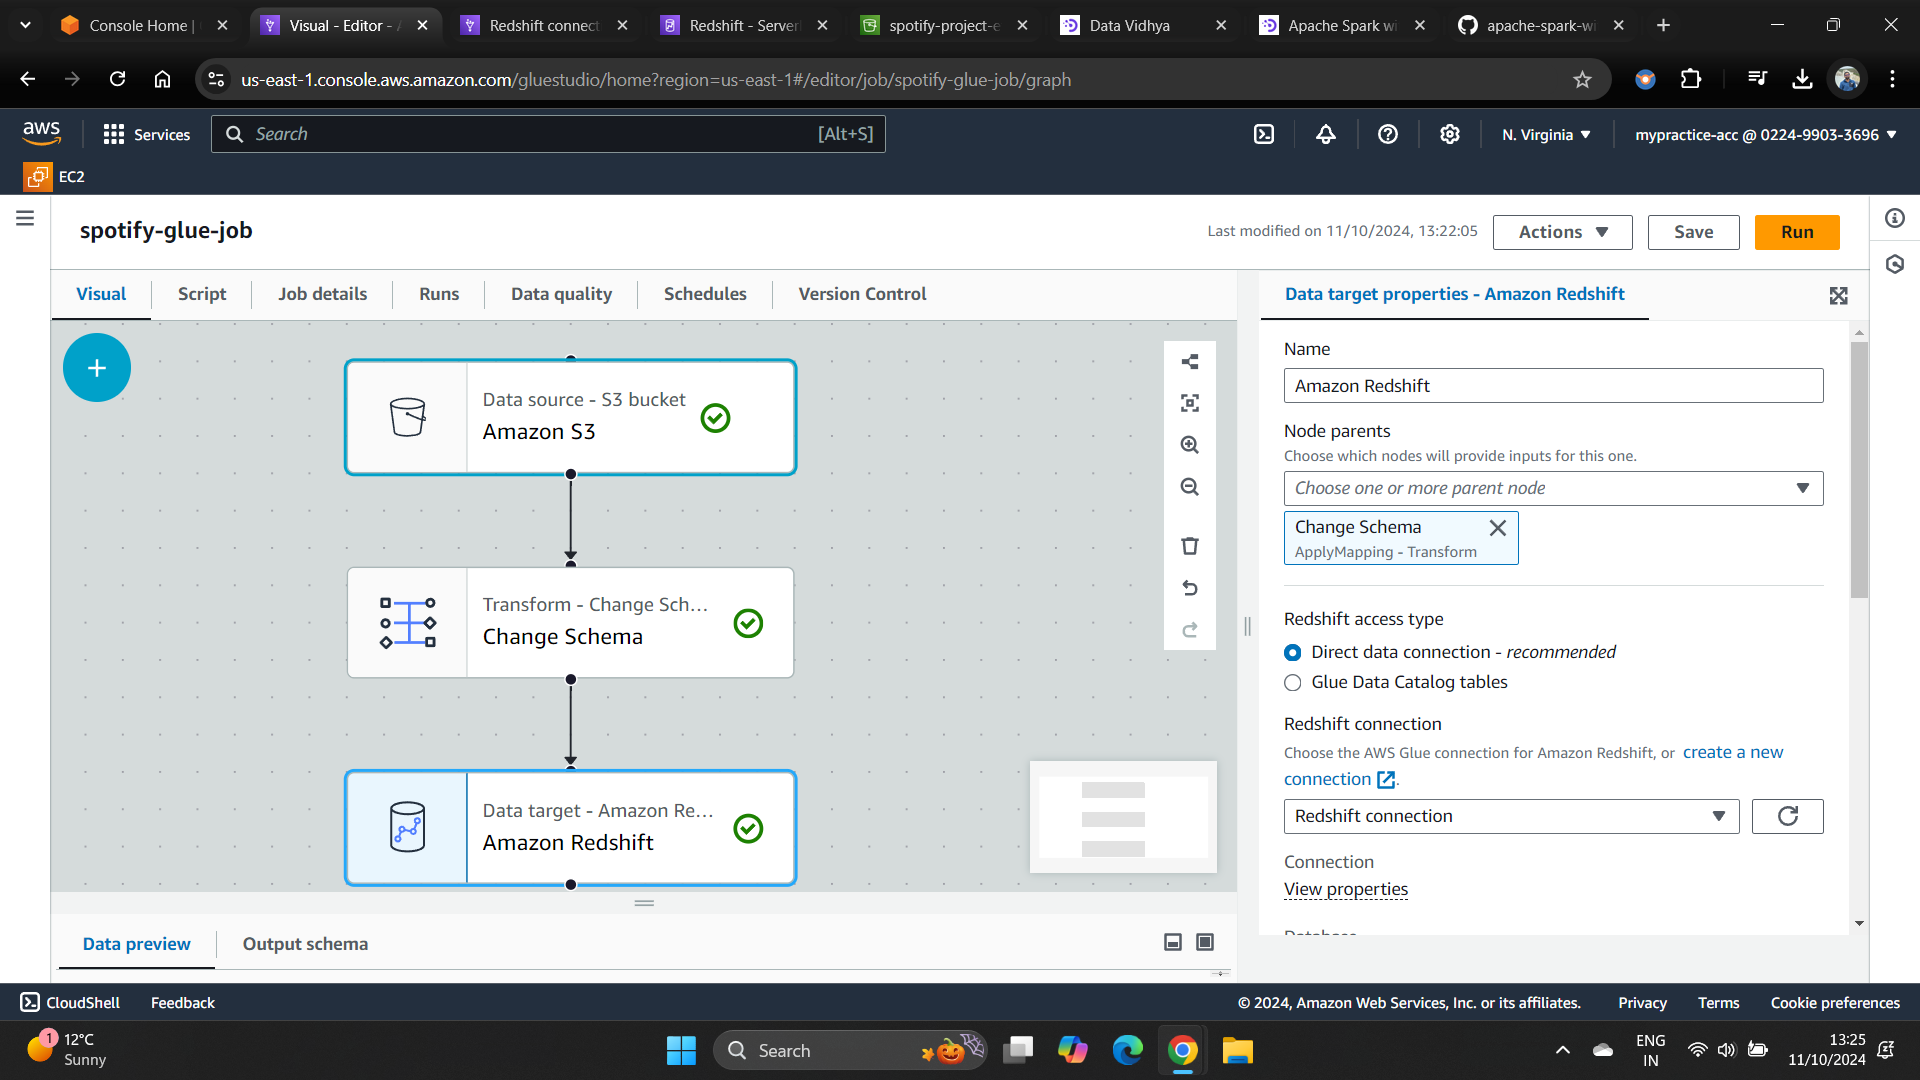 Console Home |
Visual - Editor - A
Redshift connect
Redshift - Server
spotify-project-e
Data Vidhya
Apache Spark wi
apache-spark-wi
us-east-1.console.aws.amazon.com/gluestudio/home?region=us-east-1#/editor/job/spotify-glue-job/graph
aws
Services
Search
[Alt+S]
N. Virginia
mypractice-acc @ 0224-9903-3696
EC2
spotify-glue-job
Last modified on 11/10/2024, 13:22:05
Actions
Save
Run
Visual
Script
Job details
Runs
Data quality
Schedules
Version Control
Data source - S3 bucket
Amazon S3
Transform - Change Sch...
Change Schema
Data target - Amazon Re...
Amazon Redshift
Data preview
Output schema
Data target properties - Amazon Redshift
Name
Amazon Redshift
Node parents
Choose which nodes will provide inputs for this one.
Choose one or more parent node
Change Schema
ApplyMapping - Transform
Redshift access type
Direct data connection - recommended
Glue Data Catalog tables
Redshift connection
Choose the AWS Glue connection for Amazon Redshift, or create a new
connection.
Redshift connection
Connection
View properties
Database
CloudShell
Feedback
© 2024, Amazon Web Services, Inc. or its affiliates.
Privacy
Terms
Cookie preferences
1
12°C
Sunny
Search
ENG
IN
13:25
11/10/2024